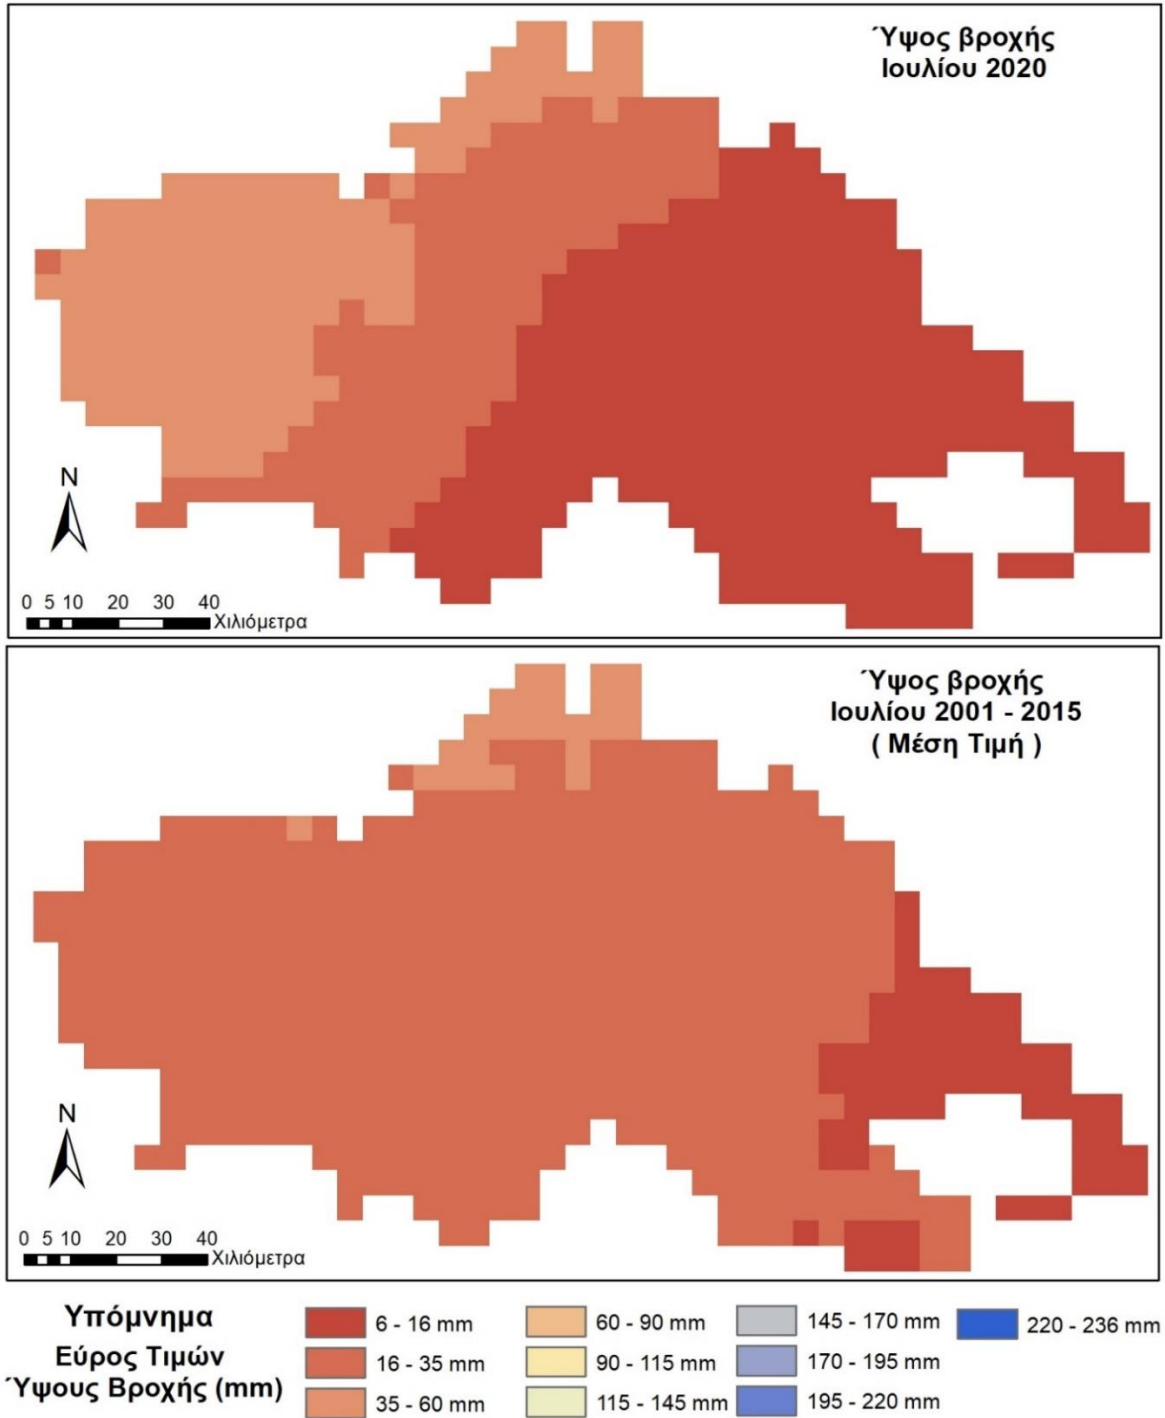 Ύψος βροχής
Ιουλίου 2020
N
0 5 10 20 30 40
Χιλιόμετρα
Ύψος βροχής
Ιουλίου 2001 - 2015
( Μέση Τιμή )
N
0 5 10 20 30 40
Χιλιόμετρα
Υπόμνημα
Εύρος Τιμών
Ύψους Βροχής (mm)
6 - 16 mm
16 - 35 mm
35 - 60 mm
60 - 90 mm
90 - 115 mm
115 - 145 mm
145 - 170 mm
170 - 195 mm
195 - 220 mm
220 - 236 mm